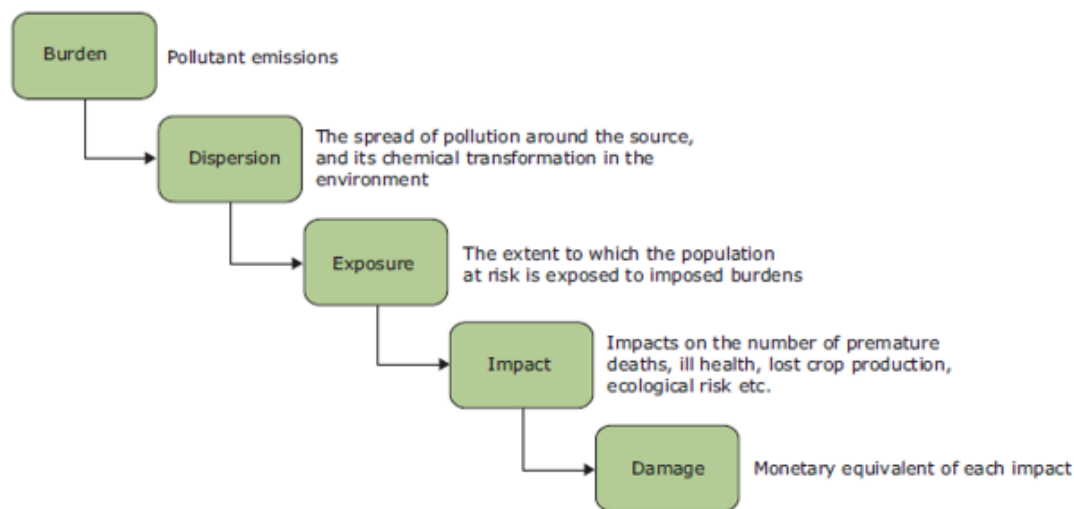 Burden
Pollutant emissions
Dispersion
The spread of pollution around the source,
and its chemical transformation in the
environment
Exposure
The extent to which the population
at risk is exposed to imposed burdens
Impact
Impacts on the number of premature
deaths, ill health, lost crop production,
ecological risk etc.
Damage
Monetary equivalent of each impact